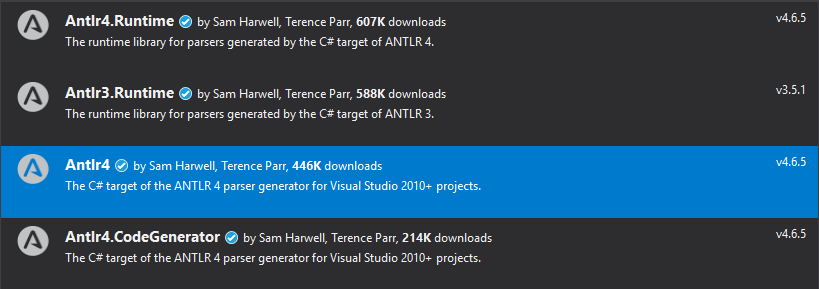 Antlr4.Runtime by Sam Harwell, Terence Parr, 607K downloads v4.6.5
The runtime library for parsers generated by the C# target of ANTLR 4.
Antlr3.Runtime by Sam Harwell, Terence Parr, 588K downloads v3.5.1
The runtime library for parsers generated by the C# target of ANTLR 3.
Antlr4 by Sam Harwell, Terence Parr, 446K downloads v4.6.5
The C# target of the ANTLR 4 parser generator for Visual Studio 2010+ projects.
Antlr4.CodeGenerator by Sam Harwell, Terence Parr, 214K downloads v4.6.5
The C# target of the ANTLR 4 parser generator for Visual Studio 2010+ projects.